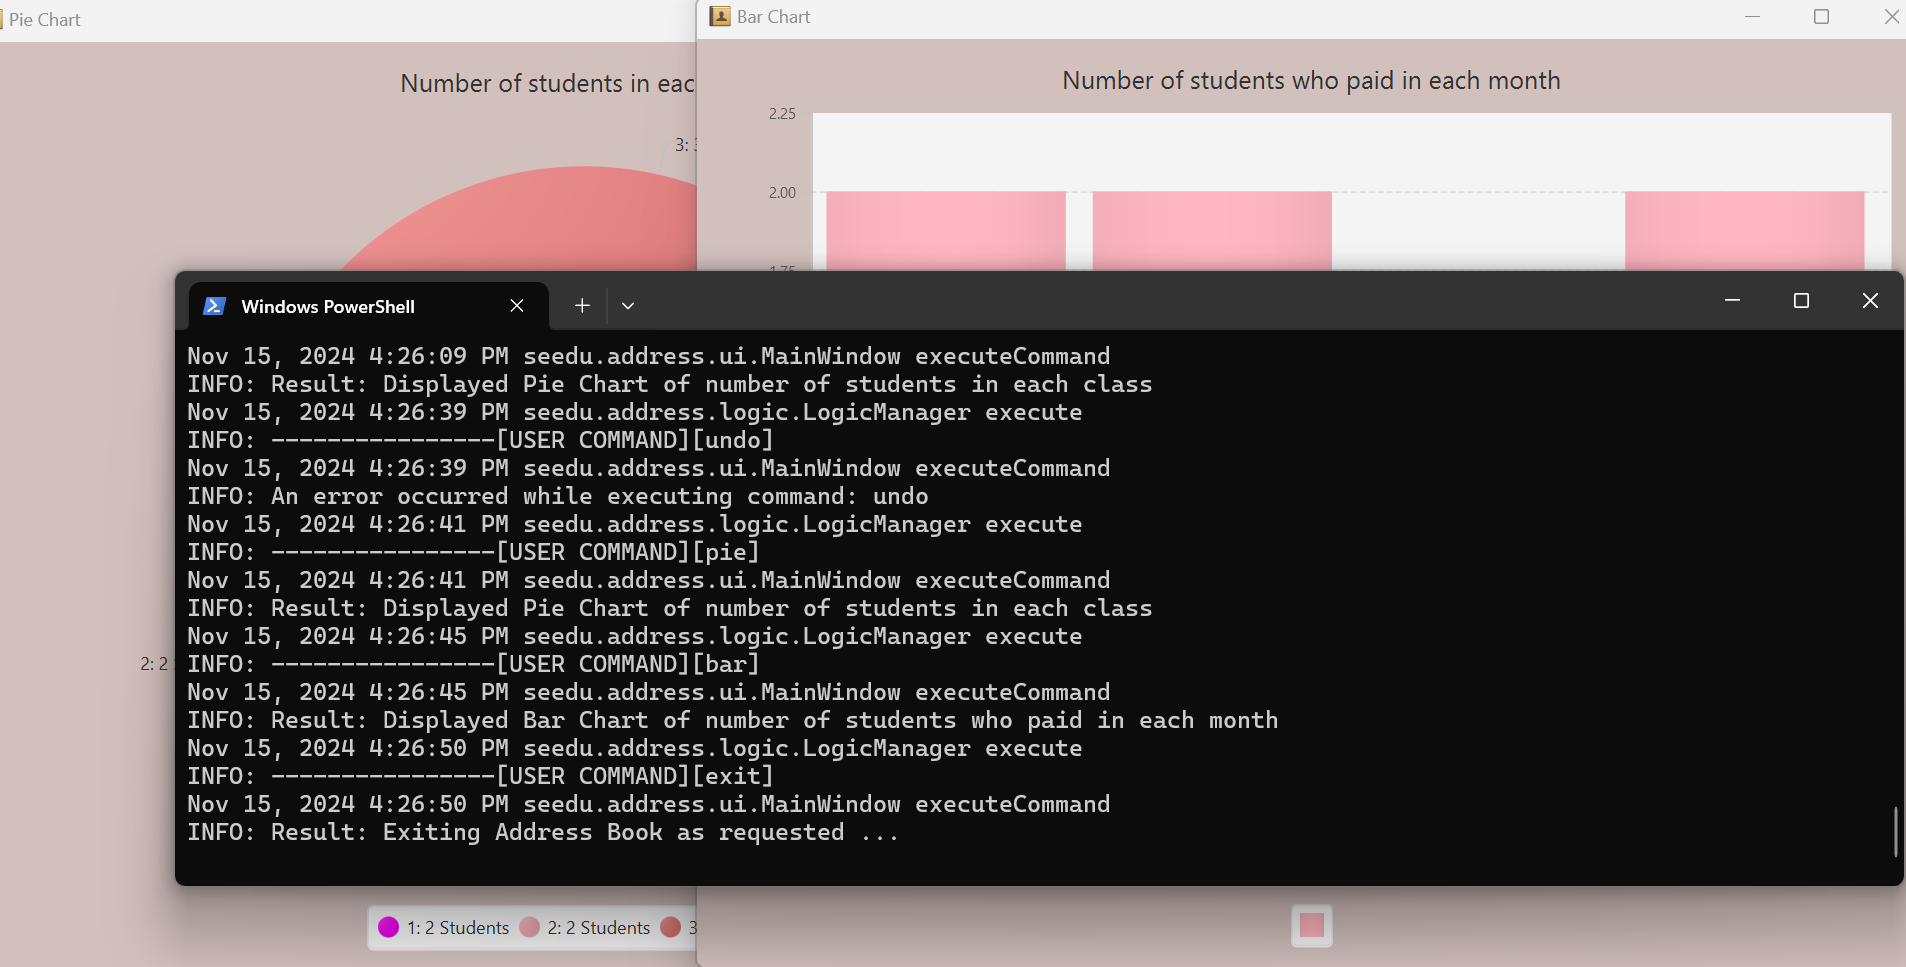 Pie Chart
Number of students in eac
3:
2: 2
1: 2 Students
2: 2 Students
3
Bar Chart
Number of students who paid in each month
2.25
2.00
Windows PowerShell
Nov 15, 2024 4:26:09 PM seedu.address.ui.MainWindow executeCommand
INFO: Result: Displayed Pie Chart of number of students in each class
Nov 15, 2024 4:26:39 PM seedu.address.logic.LogicManager execute
INFO: ----------------[USER COMMAND][undo]
Nov 15, 2024 4:26:39 PM seedu.address.ui.MainWindow executeCommand
INFO: An error occurred while executing command: undo
Nov 15, 2024 4:26:41 PM seedu.address.logic.LogicManager execute
INFO: ----------------[USER COMMAND][pie]
Nov 15, 2024 4:26:41 PM seedu.address.ui.MainWindow executeCommand
INFO: Result: Displayed Pie Chart of number of students in each class
Nov 15, 2024 4:26:45 PM seedu.address.logic.LogicManager execute
INFO: ----------------[USER COMMAND][bar]
Nov 15, 2024 4:26:45 PM seedu.address.ui.MainWindow executeCommand
INFO: Result: Displayed Bar Chart of number of students who paid in each month
Nov 15, 2024 4:26:50 PM seedu.address.logic.LogicManager execute
INFO: ----------------[USER COMMAND][exit]
Nov 15, 2024 4:26:50 PM seedu.address.ui.MainWindow executeCommand
INFO: Result: Exiting Address Book as requested ...